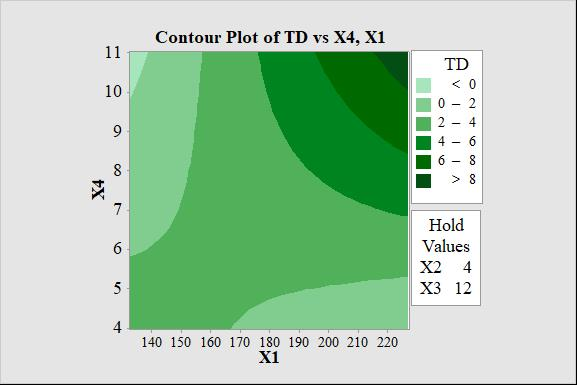 Contour Plot of TD vs X4, X1
11
10
9
8
7
6
5
4
X4
140 150 160 170 180 190 200 210 220
X1
TD
< 0
0 – 2
2 – 4
4 – 6
6 – 8
> 8
Hold
Values
X2 4
X3 12